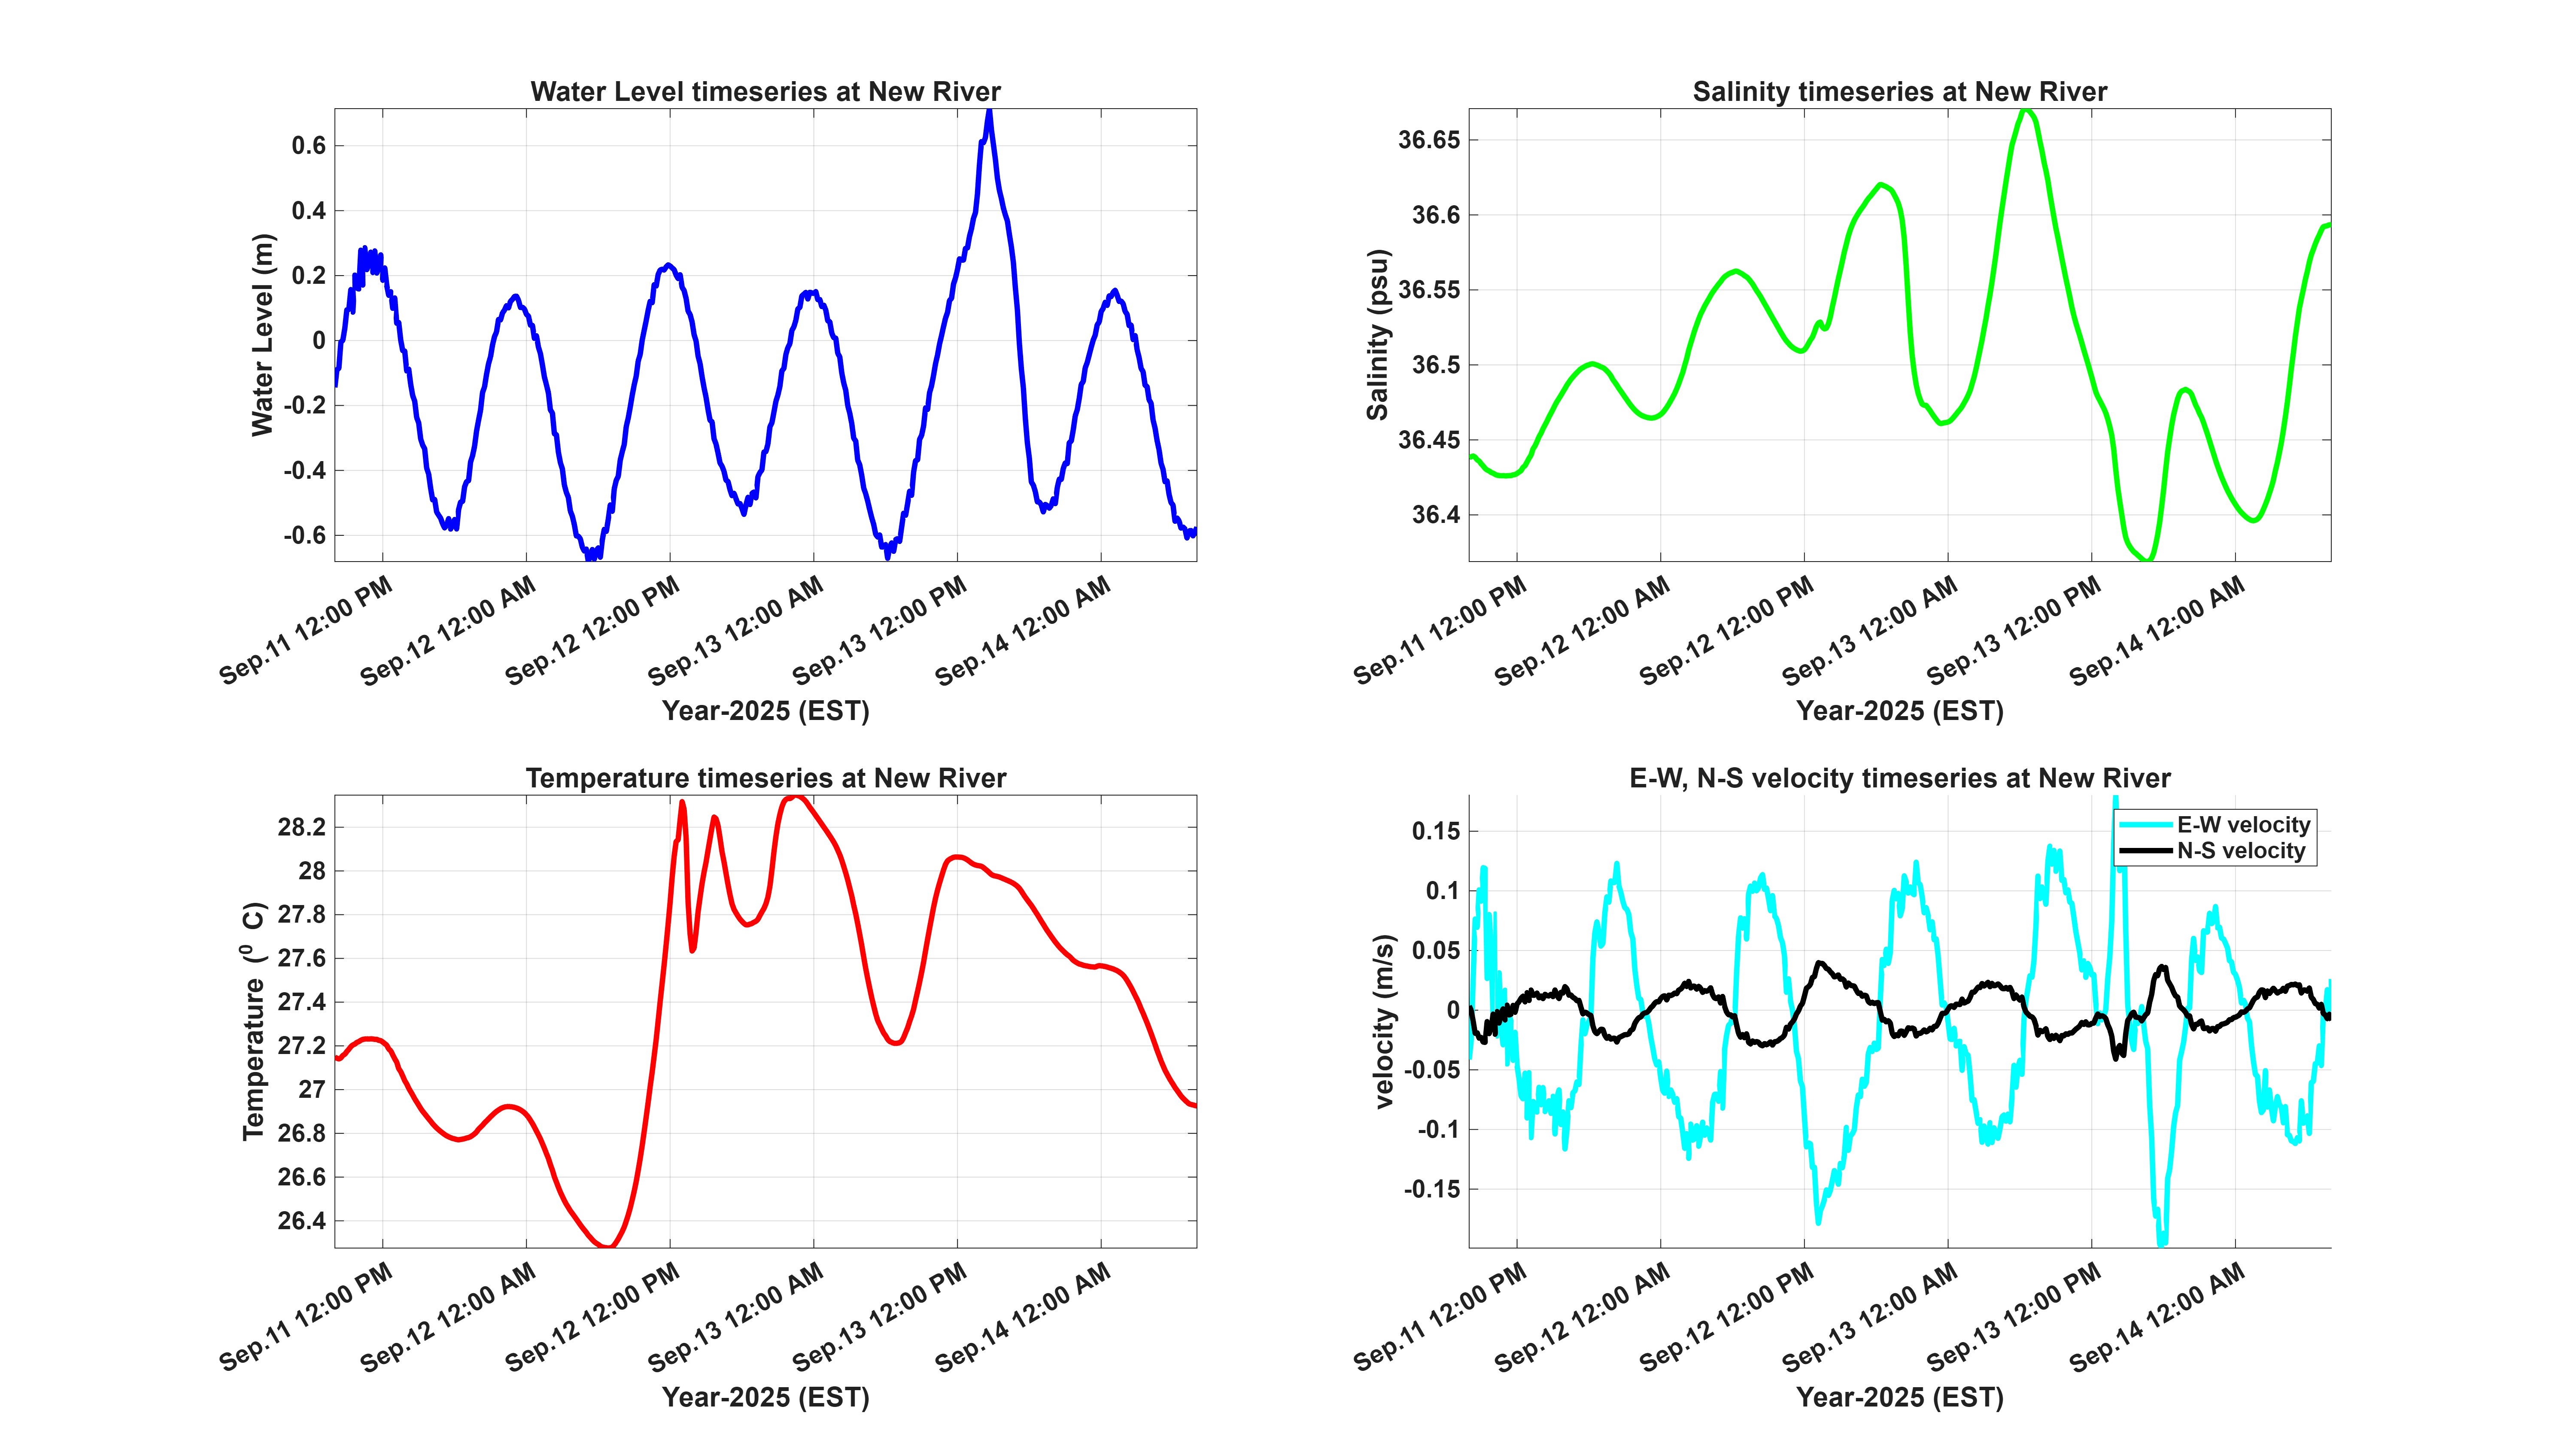 Water Level timeseries at New River
Water Level (m)
0.6
0.4
0.2
0
-0.2
-0.4
-0.6
Sep.11 12:00 PM
Sep.12 12:00 AM
Sep.12 12:00 PM
Sep.13 12:00 AM
Sep.13 12:00 PM
Sep.14 12:00 AM
Year-2025 (EST)
Salinity timeseries at New River
Salinity (psu)
36.65
36.6
36.55
36.5
36.45
36.4
Sep.11 12:00 PM
Sep.12 12:00 AM
Sep.12 12:00 PM
Sep.13 12:00 AM
Sep.13 12:00 PM
Sep.14 12:00 AM
Year-2025 (EST)
Temperature timeseries at New River
Temperature (⁰ C)
28.2
28
27.8
27.6
27.4
27.2
27
26.8
26.6
26.4
Sep.11 12:00 PM
Sep.12 12:00 AM
Sep.12 12:00 PM
Sep.13 12:00 AM
Sep.13 12:00 PM
Sep.14 12:00 AM
Year-2025 (EST)
E-W, N-S velocity timeseries at New River
velocity (m/s)
0.15
0.1
0.05
0
-0.05
-0.1
-0.15
E-W velocity
N-S velocity
Sep.11 12:00 PM
Sep.12 12:00 AM
Sep.12 12:00 PM
Sep.13 12:00 AM
Sep.13 12:00 PM
Sep.14 12:00 AM
Year-2025 (EST)